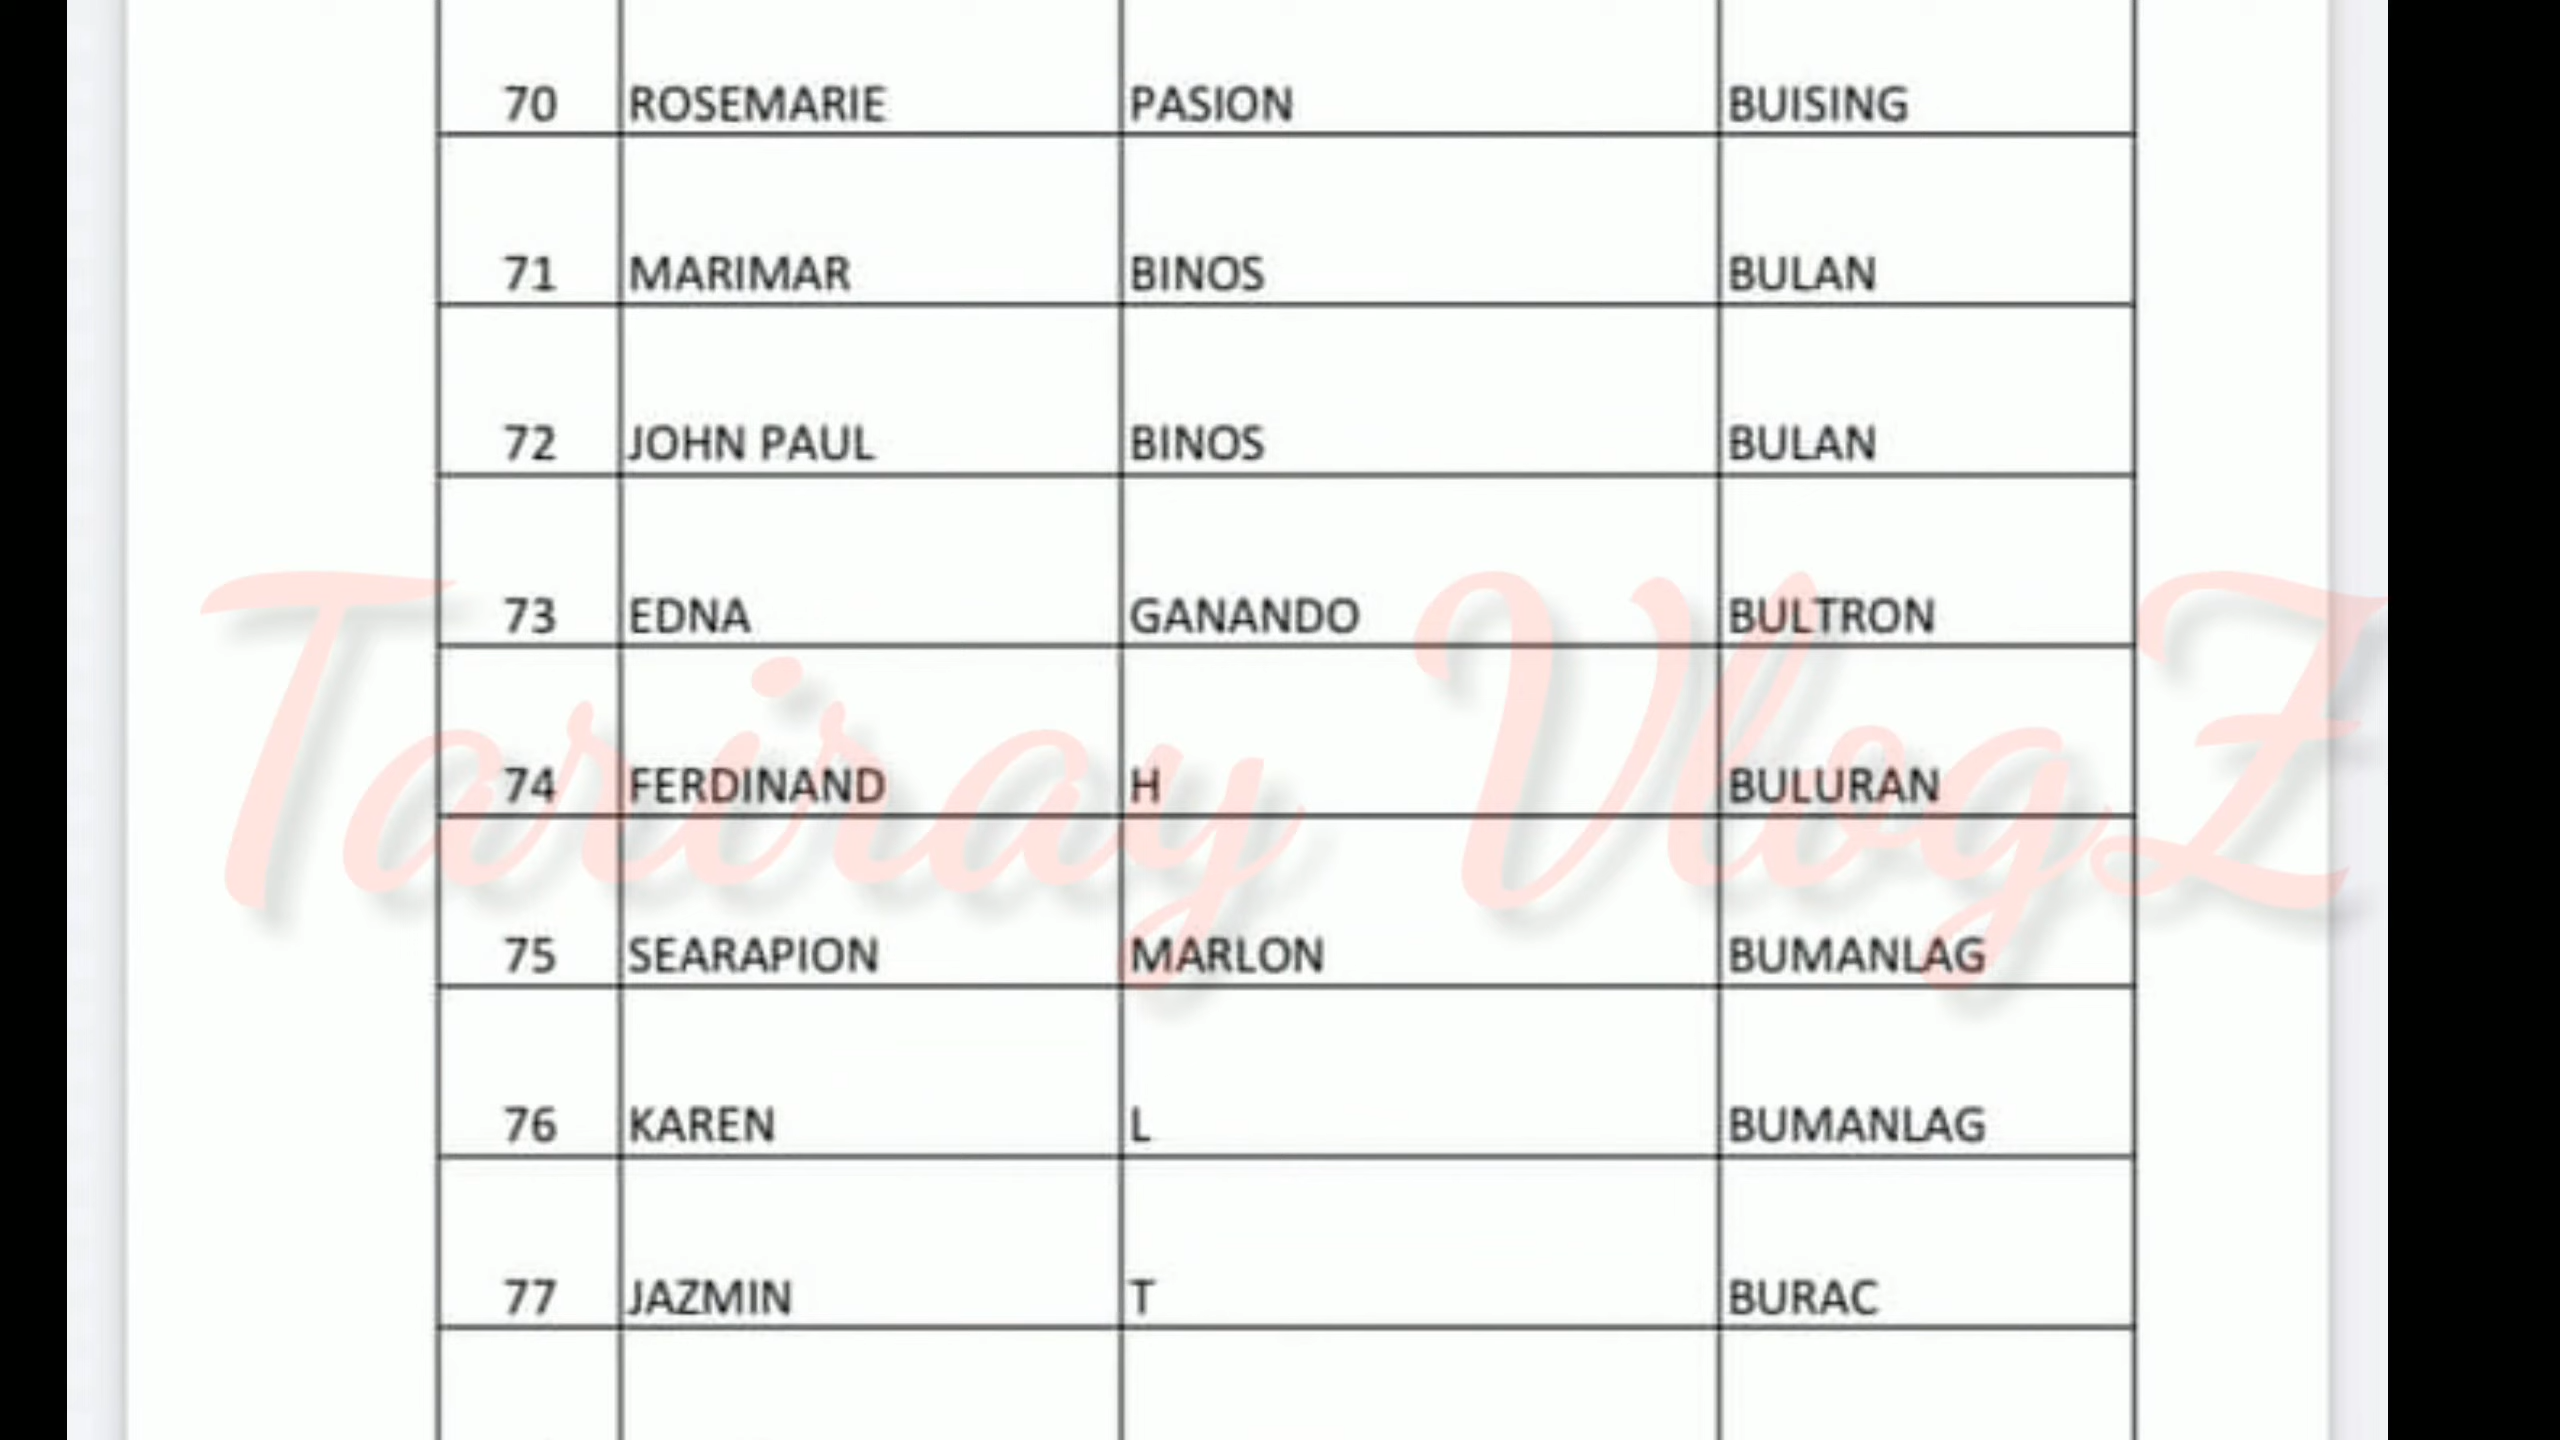 70 ROSEMARIE PASION BUISING
71 MARIMAR BINOS BULAN
72 JOHN PAUL BINOS BULAN
73 EDNA GANANDO BULTRON
74 FERDINAND H BULURAN
75 SEARAPION MARLON BUMANLAG
76 KAREN L BUMANLAG
77 JAZMIN T BURAC
Tariray VlogZ